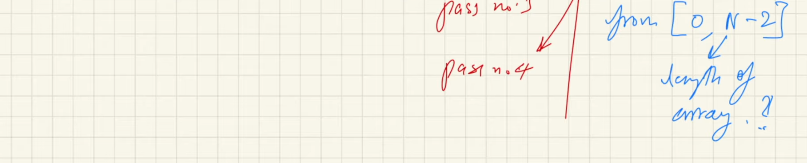 pass no.3
pass no.4
from [0, N-2]
length of
array.